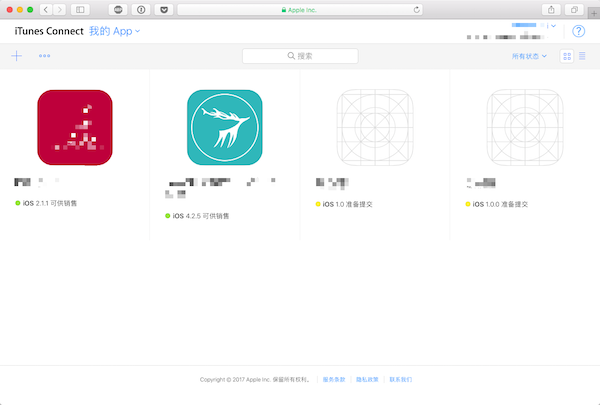 Apple Inc.
iTunes Connect 我的 App
搜索
所有状态
iOS 2.1.1 可供销售
iOS 4.2.5 可供销售
iOS 1.0 准备提交
iOS 1.0.0 准备提交
Copyright © 2017 Apple Inc. 保留所有权利。 服务条款 隐私政策 联系我们